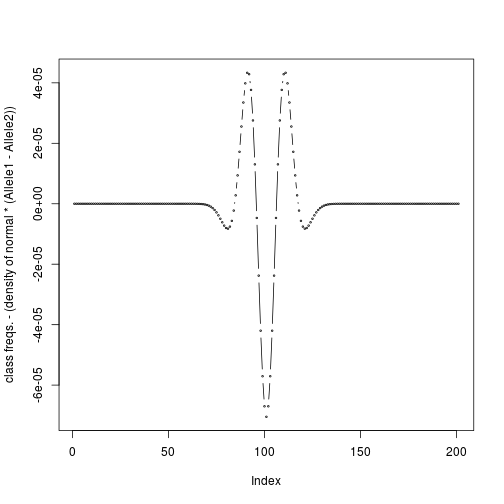 class freqs. - (density of normal * (Allele1 - Allele2))
4e-05
2e-05
0e+00
-2e-05
-4e-05
-6e-05
0
50
100
150
200
Index